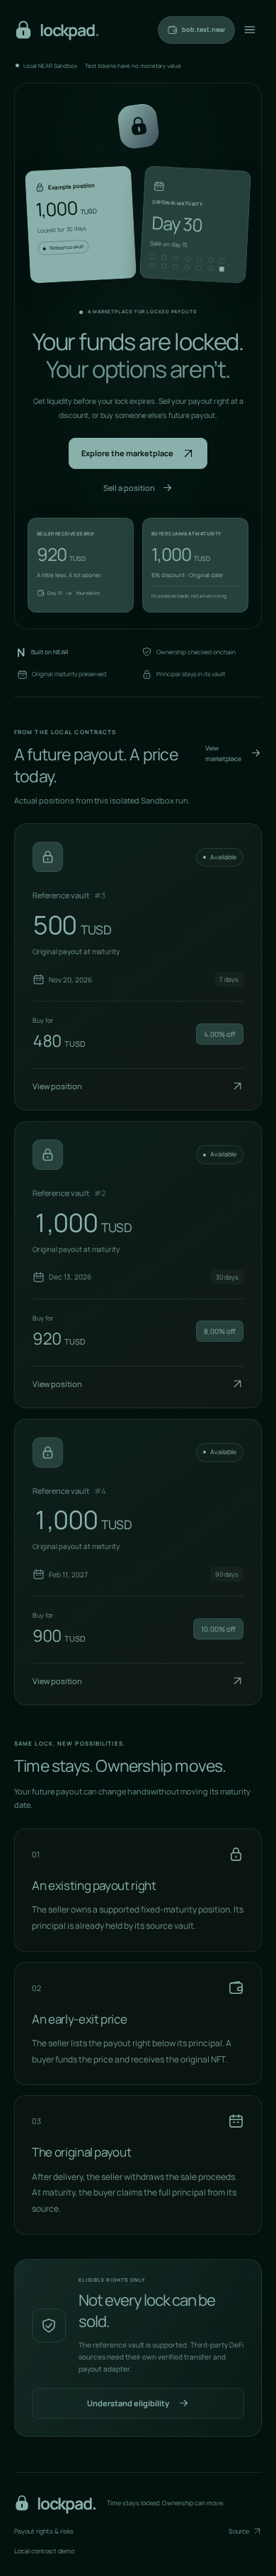 lockpad.
bob.test.near
Local NEAR Sandbox Test tokens have no monetary value
Example position
1,000 TUSD
Locked for 30 days
Reference vault
ORIGINAL MATURITY
Day 30
Sale on day 15
A MARKETPLACE FOR LOCKED PAYOUTS
Your funds are locked.
Your options aren't.
Get liquidity before your lock expires. Sell your payout right at a
discount, or buy someone else's future payout.
Explore the marketplace
Sell a position
SELLER RECEIVES EARLY
920 TUSD
A little less. A lot sooner.
Day 15 → Your wallet
BUYER CLAIMS AT MATURITY
1,000 TUSD
8% discount · Original date
Illustrative trade, not a live listing
Built on NEAR
Ownership checked onchain
Original maturity preserved
Principal stays in its vault
FROM THE LOCAL CONTRACTS
A future payout. A price
today.
View
marketplace
Actual positions from this isolated Sandbox run.
Available
Reference vault #3
500 TUSD
Original payout at maturity
Nov 20, 2026
7 days
Buy for
480 TUSD
4.00% off
View position
Available
Reference vault #2
1,000 TUSD
Original payout at maturity
Dec 13, 2026
30 days
Buy for
920 TUSD
8.00% off
View position
Available
Reference vault #4
1,000 TUSD
Original payout at maturity
Feb 11, 2027
90 days
Buy for
900 TUSD
10.00% off
View position
SAME LOCK. NEW POSSIBILITIES.
Time stays. Ownership moves.
Your future payout can change hands without moving its maturity
date.
01
An existing payout right
The seller owns a supported fixed-maturity position. Its
principal is already held by its source vault.
02
An early-exit price
The seller lists the payout right below its principal. A
buyer funds the price and receives the original NFT.
03
The original payout
After delivery, the seller withdraws the sale proceeds.
At maturity, the buyer claims the full principal from its
source.
ELIGIBLE RIGHTS ONLY
Not every lock can be
sold.
The reference vault is supported. Third-party DeFi
sources need their own verified transfer and
payout adapter.
Understand eligibility
lockpad.
Time stays locked. Ownership can move.
Payout rights & risks
Source
Local contract demo